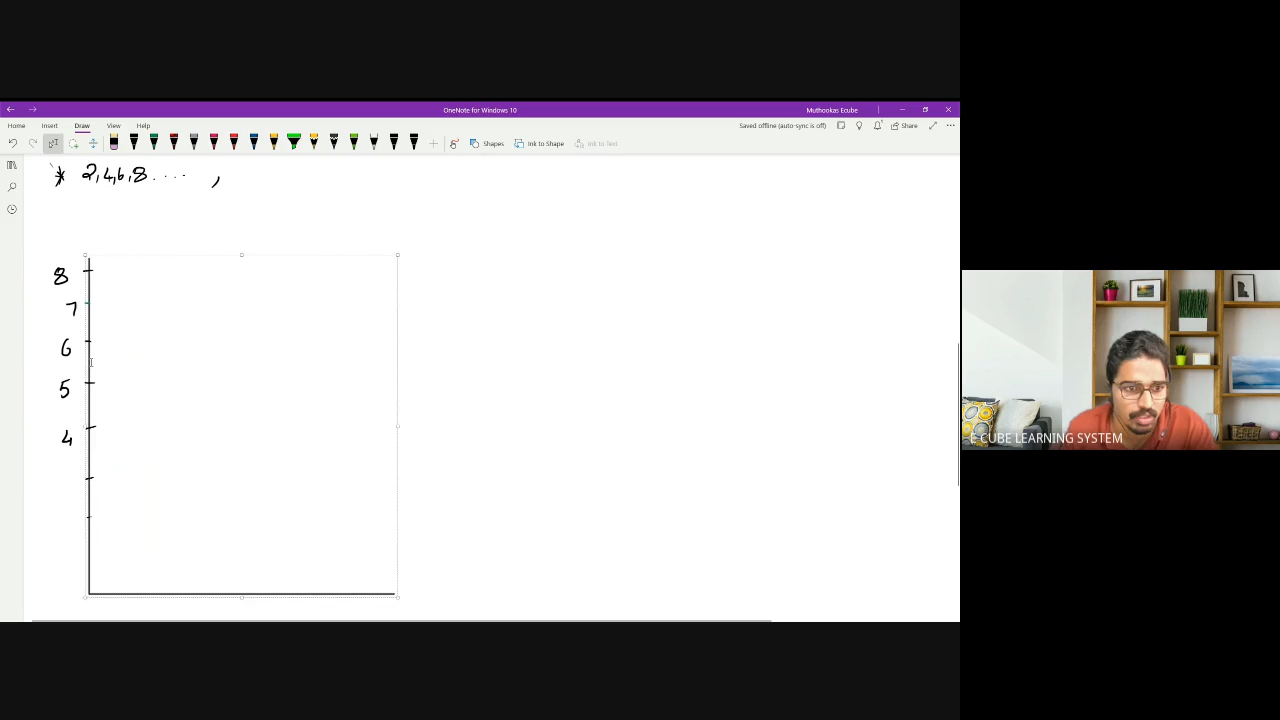 OneNote for Windows 10
Muthookas Ecube
Home Insert Draw View Help
Saved offline (auto-sync is off)
Share
Shapes
Ink to Shape
Ink to Text
* 2,4,6,8.... ,
8
7
6
5
4
E CUBE LEARNING SYSTEM